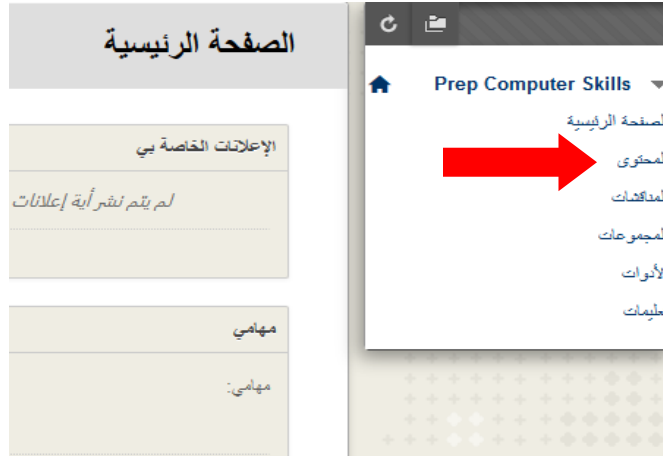 Prep Computer Skills
الصفحة الرئيسية
المحتوى
المناقشات
المجموعات
الأدوات
تعليمات
الصفحة الرئيسية
الإعلانات الخاصة بي
لم يتم نشر أية إعلانات
مهامي
مهامي: